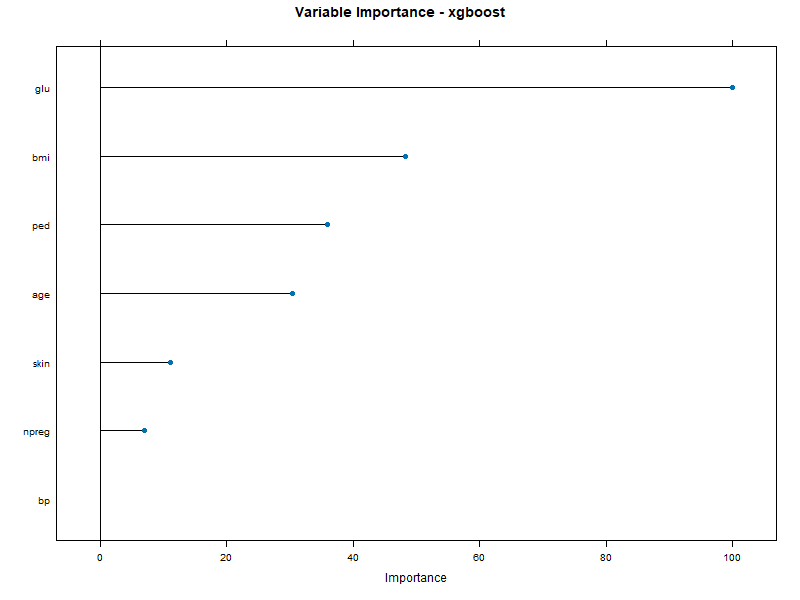 Variable Importance - xgboost
glu
bmi
ped
age
skin
npreg
bp
0 20 40 60 80 100
Importance